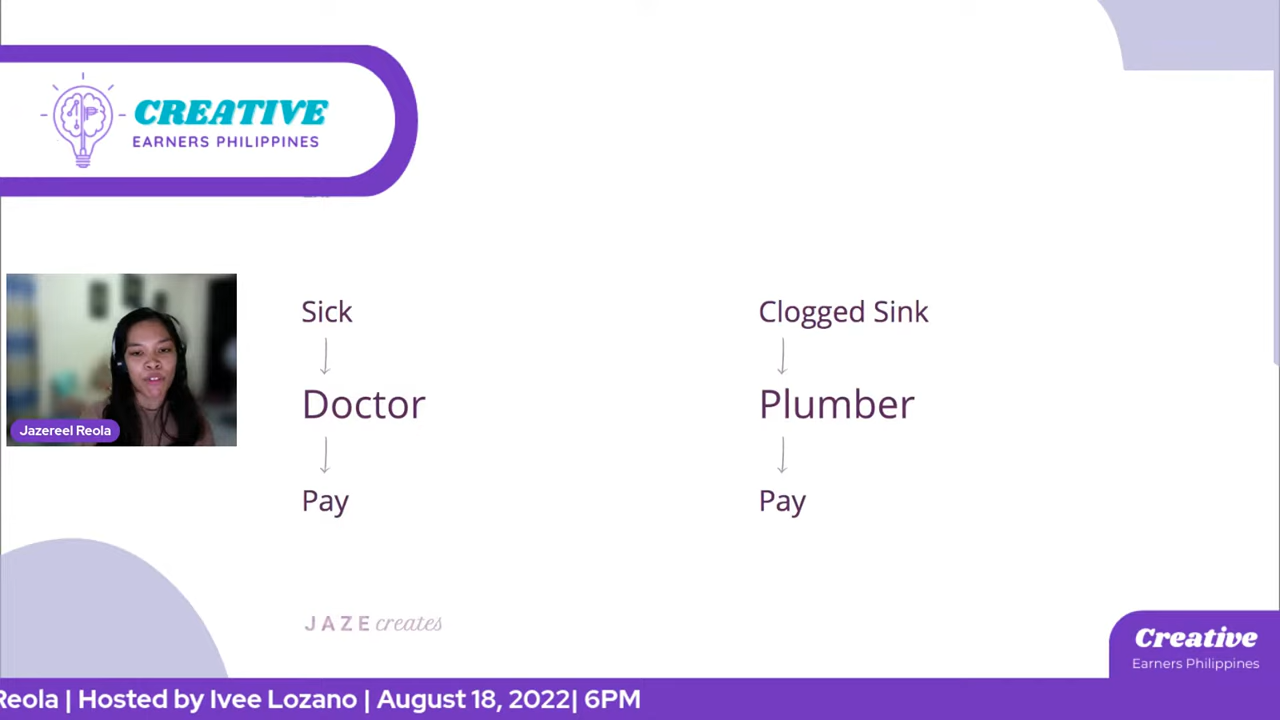 CREATIVE
EARNERS PHILIPPINES
Sick
Clogged Sink
Doctor
Plumber
Pay
Pay
Jazereel Reola
JAZE creates
Creative
Earners Philippines
Reola | Hosted by Ivee Lozano | August 18, 2022| 6PM